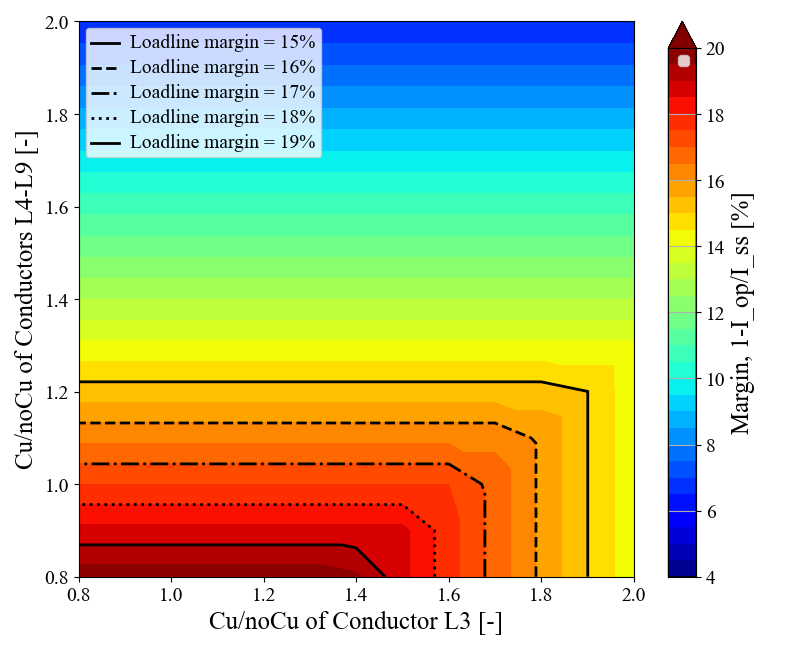 Loadline margin = 15%
Loadline margin = 16%
Loadline margin = 17%
Loadline margin = 18%
Loadline margin = 19%
2.0
1.8
1.6
1.4
1.2
1.0
0.8
Cu/noCu of Conductors L4-L9 [-]
0.8 1.0 1.2 1.4 1.6 1.8 2.0
Cu/noCu of Conductor L3 [-]
20
18
16
14
12
10
8
6
4
Margin, 1-I_op/I_ss [%]